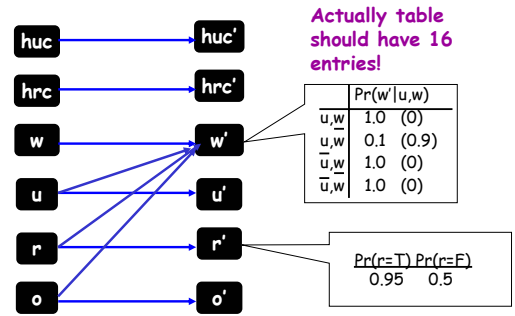 Actually table
should have 16
entries!
huc huc’
hrc hrc’
w w’
u u’
r r’
o o’
Pr(w’|u,w)
u,w 1.0 (0)
u,w̅ 0.1 (0.9)
u̅,w 1.0 (0)
u̅,w̅ 1.0 (0)
Pr(r=T) Pr(r=F)
0.95 0.5